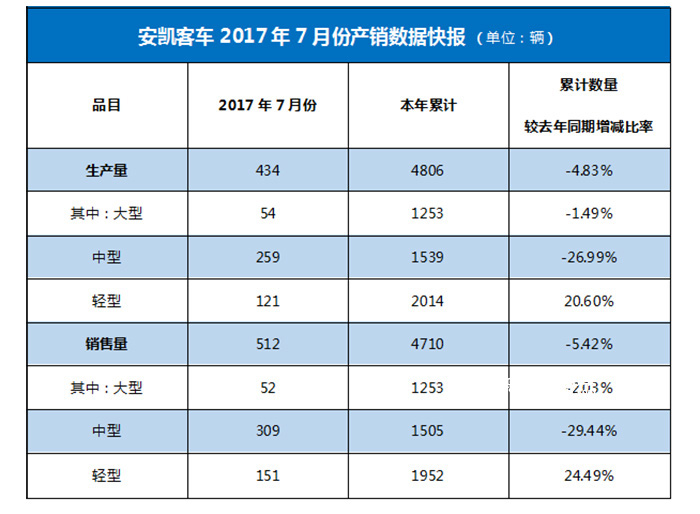 安凯客车 2017 年 7 月份产销数据快报（单位：辆）
品目 2017 年 7 月份 本年累计 累计数量
较去年同期增减比率
生产量 434 4806 -4.83%
其中：大型 54 1253 -1.49%
中型 259 1539 -26.99%
轻型 121 2014 20.60%
销售量 512 4710 -5.42%
其中：大型 52 1253
中型 309 1505 -29.44%
轻型 151 1952 24.49%